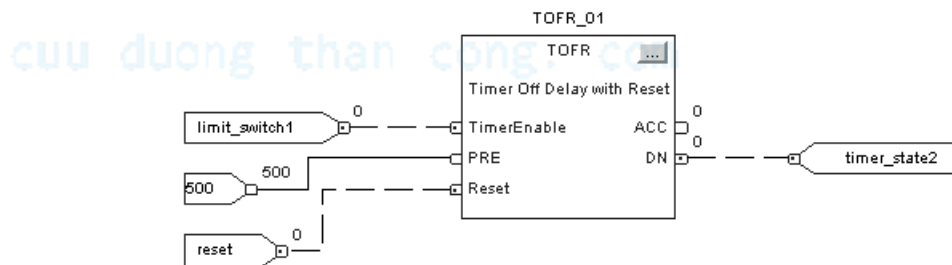 TOFR_01
cuu duong than cong. com
TOFR
...
Timer Off Delay with Reset
0
limit_switch1
TimerEnable
ACC
0
0
500
500
PRE
DN
timer_state2
Reset
0
reset